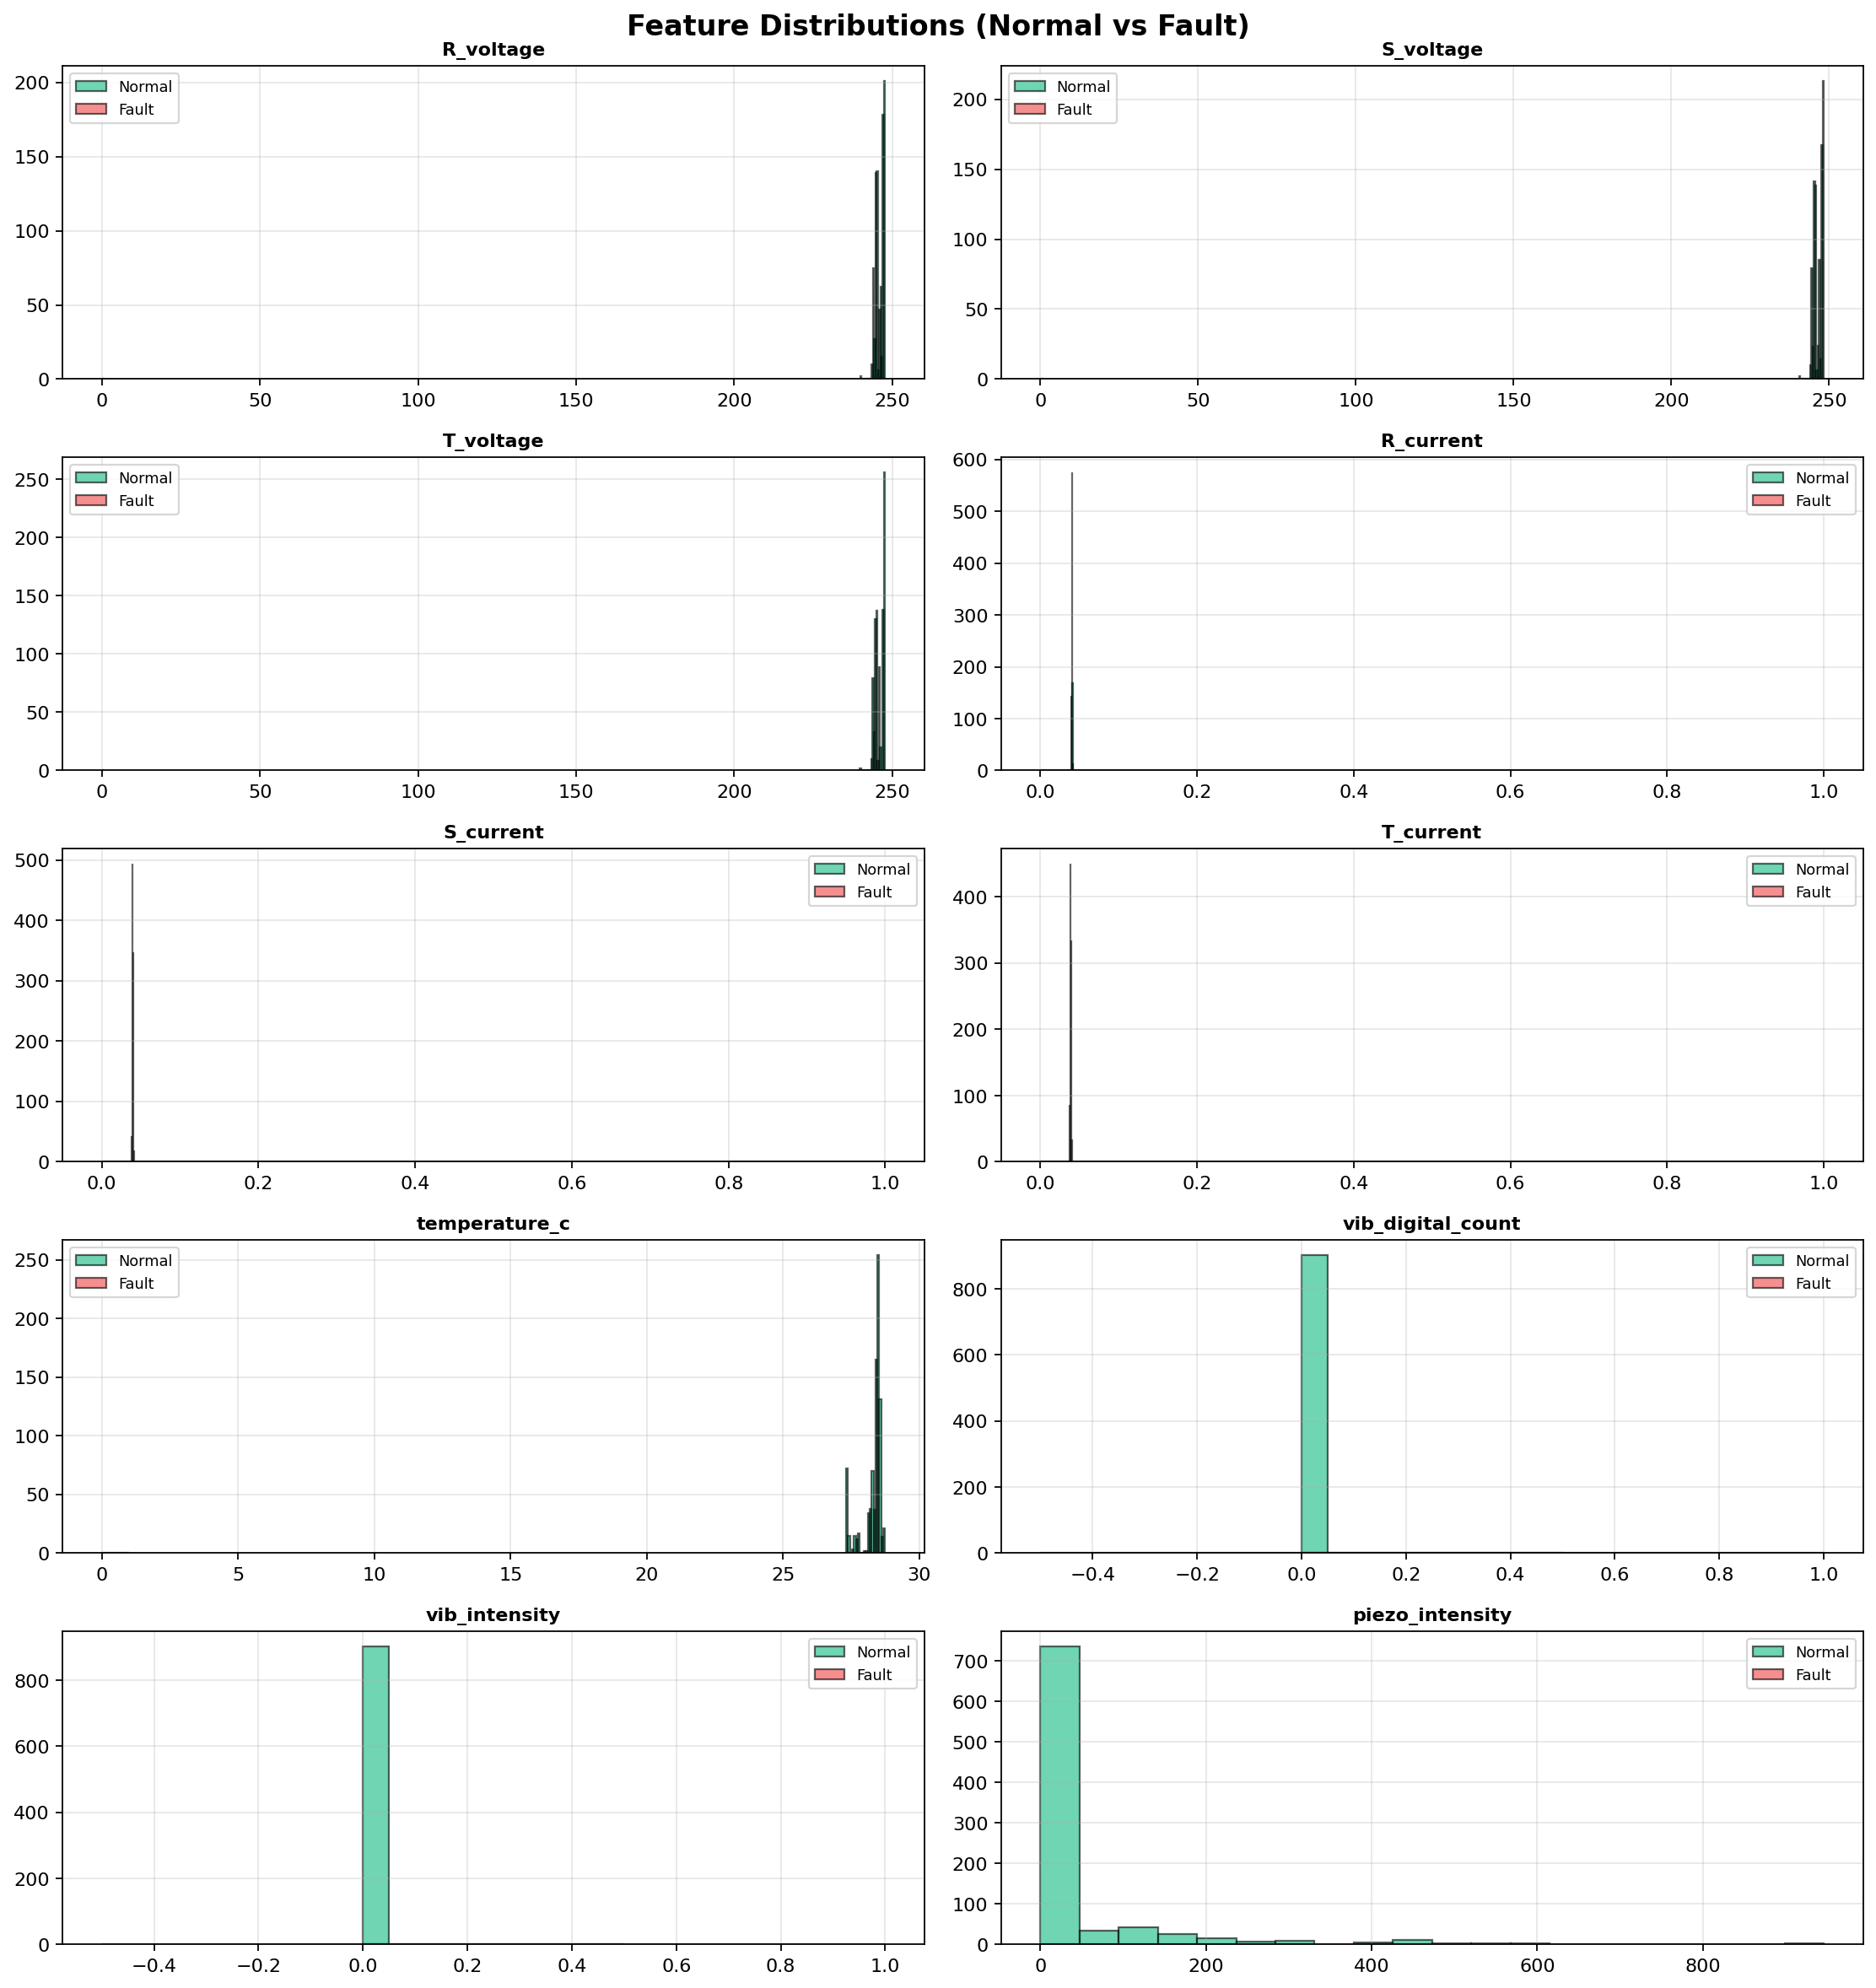 Feature Distributions (Normal vs Fault)
R_voltage
Normal
Fault
200
150
100
50
0
0 50 100 150 200 250
S_voltage
Normal
Fault
200
150
100
50
0
0 50 100 150 200 250
T_voltage
Normal
Fault
250
200
150
100
50
0
0 50 100 150 200 250
R_current
Normal
Fault
600
500
400
300
200
100
0
0.0 0.2 0.4 0.6 0.8 1.0
S_current
Normal
Fault
500
400
300
200
100
0
0.0 0.2 0.4 0.6 0.8 1.0
T_current
Normal
Fault
400
300
200
100
0
0.0 0.2 0.4 0.6 0.8 1.0
temperature_c
Normal
Fault
250
200
150
100
50
0
0 5 10 15 20 25 30
vib_digital_count
Normal
Fault
800
600
400
200
0
−0.4 −0.2 0.0 0.2 0.4 0.6 0.8 1.0
vib_intensity
Normal
Fault
800
600
400
200
0
−0.4 −0.2 0.0 0.2 0.4 0.6 0.8 1.0
piezo_intensity
Normal
Fault
700
600
500
400
300
200
100
0
0 200 400 600 800